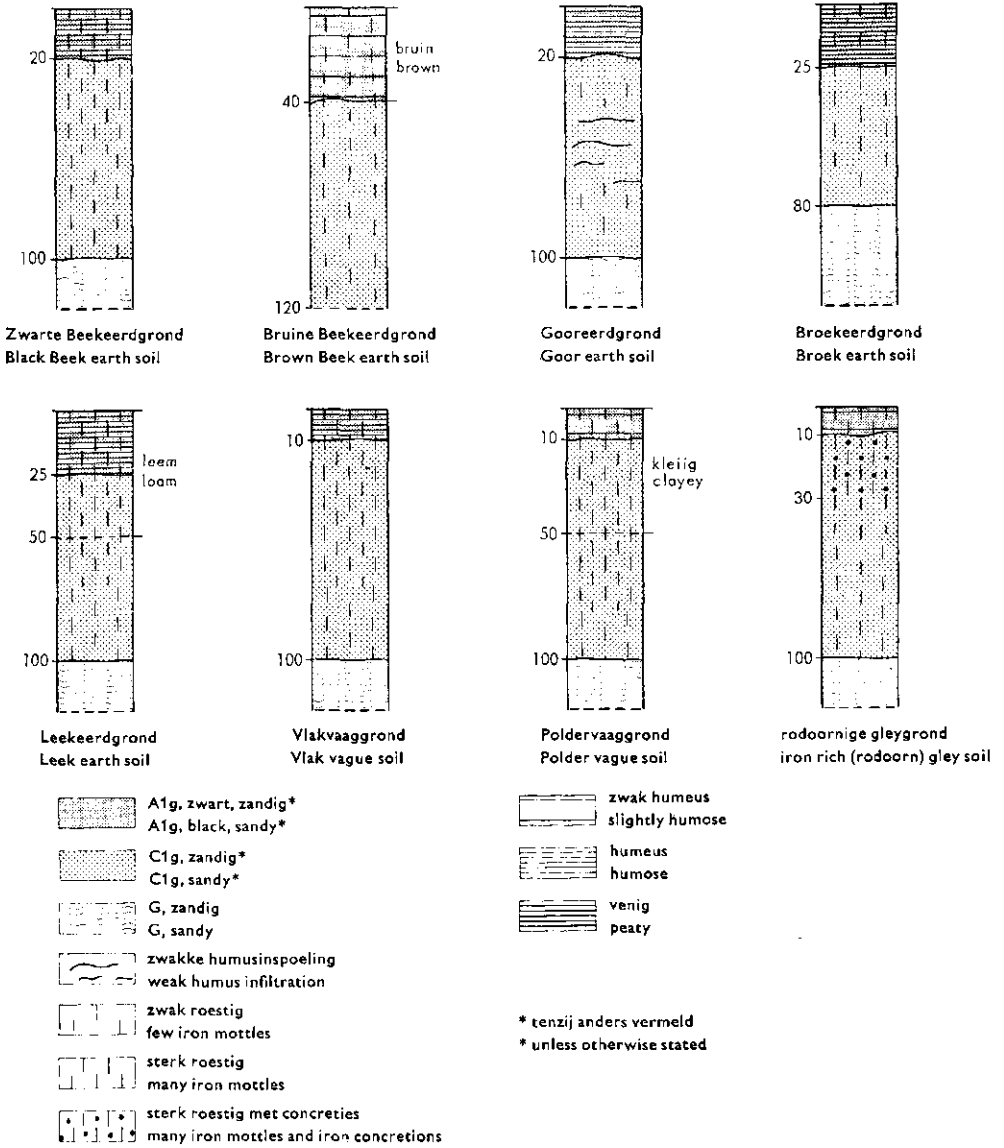 20
100
Zwarte Beekeerdgrond
Black Beek earth soil
bruin
brown
40
120
Bruine Beekeerdgrond
Brown Beek earth soil
20
100
Gooreerdgrond
Goor earth soil
25
80
Broekeerdgrond
Broek earth soil
leem
loam
25
50
100
Leekeerdgrond
Leek earth soil
10
100
Vlakvaaggrond
Vlak vague soil
10
kleiig
clayey
50
100
Poldervaaggrond
Polder vague soil
10
30
100
rodoornige gleygrond
iron rich (rodoorn) gley soil
A1g, zwart, zandig*
A1g, black, sandy*
C1g, zandig*
C1g, sandy*
G, zandig
G, sandy
zwakke humusinspoeling
weak humus infiltration
zwak roestig
few iron mottles
sterk roestig
many iron mottles
sterk roestig met concreties
many iron mottles and iron concretions
zwak humeus
slightly humose
humeus
humose
venig
peaty
* tenzij anders vermeld
* unless otherwise stated